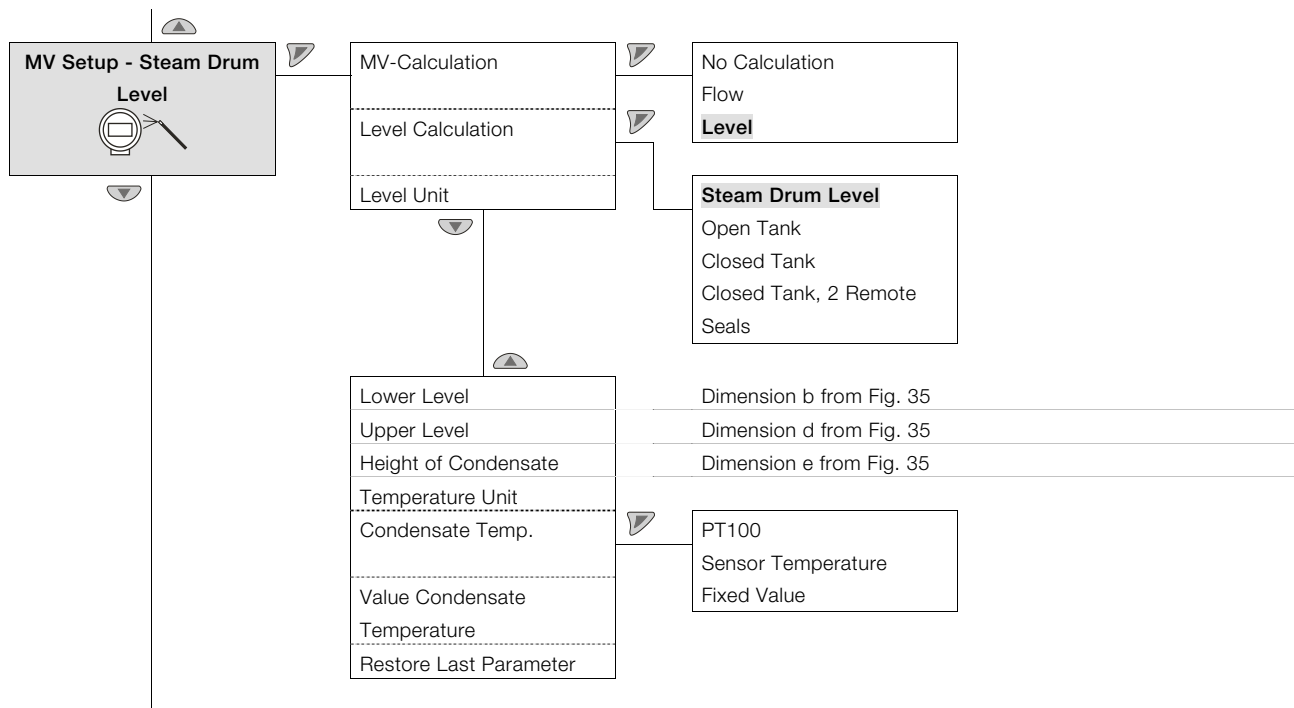 MV Setup - Steam Drum
Level
MV-Calculation
Level Calculation
Level Unit
No Calculation
Flow
Level
Steam Drum Level
Open Tank
Closed Tank
Closed Tank, 2 Remote
Seals
Lower Level
Dimension b from Fig. 35
Upper Level
Dimension d from Fig. 35
Height of Condensate
Dimension e from Fig. 35
Temperature Unit
Condensate Temp.
Value Condensate
Temperature
Restore Last Parameter
PT100
Sensor Temperature
Fixed Value